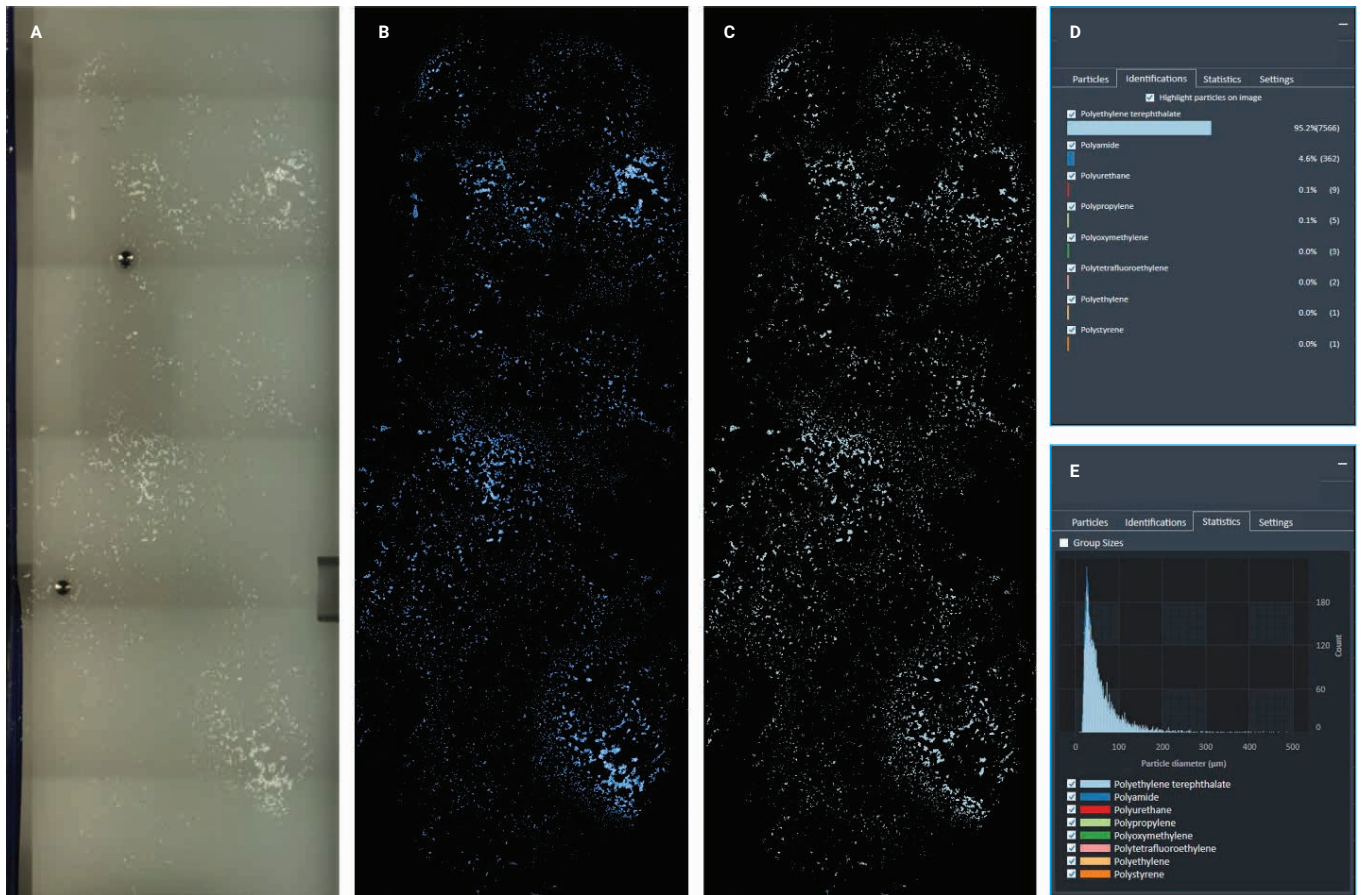 A
B
C
D
Particles Identifications Statistics Settings
Highlight particles on image
Polyethylene terephthalate
95.2% (7566)
Polyamide
4.6% (362)
Polyurethane
0.1% (9)
Polypropylene
0.1% (5)
Polyoxymethylene
0.0% (3)
Polytetrafluoroethylene
0.0% (2)
Polyethylene
0.0% (1)
Polystyrene
0.0% (1)
E
Particles Identifications Statistics Settings
Group Sizes
180
120
60
0
Count
0 100 200 300 400 500
Particle diameter (µm)
Polyethylene terephthalate
Polyamide
Polyurethane
Polypropylene
Polyoxymethylene
Polytetrafluoroethylene
Polyethylene
Polystyrene